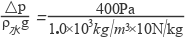 △p / ρ水g = 400Pa / 1.0×10³kg/m³×10N/kg